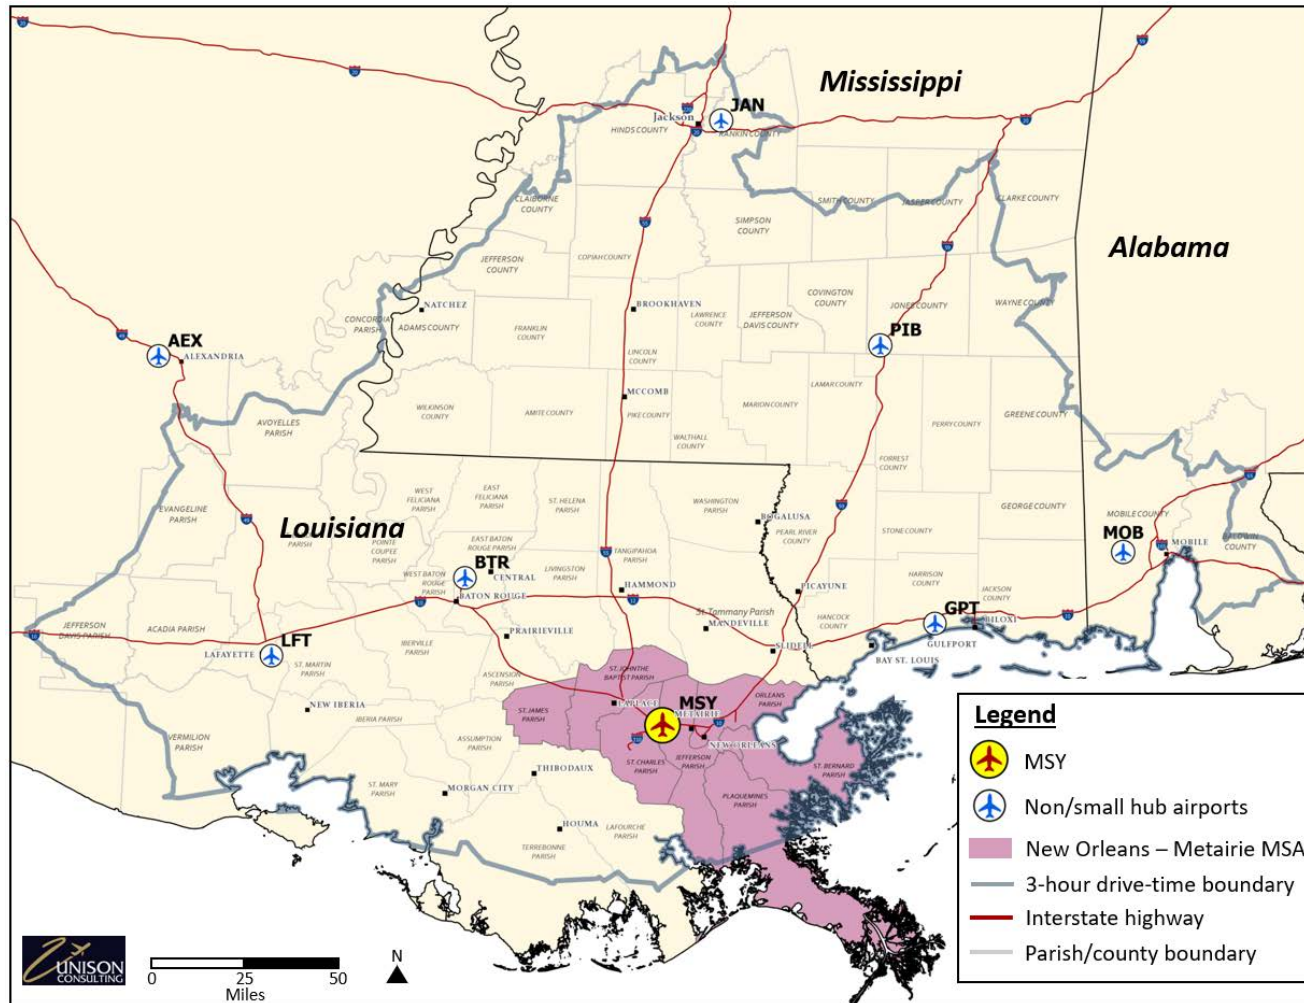 Mississippi
JAN
Jackson
HINDS COUNTY
RANKIN COUNTY
CLAIBORNE
COUNTY
SMITH COUNTY
JASPER COUNTY
CLARKE COUNTY
SIMPSON
COUNTY
Alabama
JEFFERSON
COUNTY
COPIAH COUNTY
COVINGTON
COUNTY
NATCHEZ
BROOKHAVEN
JONES COUNTY
WAYNE COUNTY
CONCORDIA
PARISH
ADAMS COUNTY
FRANKLIN
COUNTY
LAWRENCE
COUNTY
JEFFERSON
DAVIS COUNTY
AEX
ALEXANDRIA
PIB
LINCOLN
COUNTY
MCCOMB
LAMAR COUNTY
WILKINSON
COUNTY
AMITE COUNTY
PIKE COUNTY
MARION COUNTY
GREENE COUNTY
AVOYELLES
PARISH
WALTHALL
COUNTY
PERRY COUNTY
FORREST
COUNTY
EVANGELINE
PARISH
WEST
FELICIANA
PARISH
EAST
FELICIANA
PARISH
ST. HELENA
PARISH
WASHINGTON
PARISH
GEORGE COUNTY
MOBILE COUNTY
Louisiana
PARISH
POINTE
COUPEE
PARISH
EAST BATON
ROUGE PARISH
BOGALUSA
PEARL RIVER
COUNTY
STONE COUNTY
MOB
MOBILE
BALDWIN
COUNTY
TANGIPAHOA
PARISH
BTR
CENTRAL
WEST BATON
ROUGE
PARISH
LIVINGSTON
PARISH
HARRISON
COUNTY
JACKSON
COUNTY
BATON ROUGE
HAMMOND
PICAYUNE
GPT
JEFFERSON
DAVIS PARISH
ACADIA PARISH
St. Tammany Parish
HANCOCK
COUNTY
BILOXI
LFT
LAFAYETTE
IBERVILLE
PARISH
PRAIRIEVILLE
MANDEVILLE
GULFPORT
SLIDELL
BAY ST. LOUIS
ST. MARTIN
PARISH
ASCENSION
PARISH
ST. JOHN THE
BAPTIST PARISH
MSY
ORLEANS
PARISH
NEW IBERIA
ST. JAMES
PARISH
LAPLACE
METAIRIE
IBERIA PARISH
VERMILION
PARISH
ASSUMPTION
PARISH
NEW ORLEANS
ST. CHARLES
PARISH
JEFFERSON
PARISH
ST. BERNARD
PARISH
THIBODAUX
ST. MARY
PARISH
MORGAN CITY
PLAQUEMINES
PARISH
HOUMA
LAFOURCHE
PARISH
TERREBONNE
PARISH
Legend
MSY
Non/small hub airports
New Orleans – Metairie MSA
3-hour drive-time boundary
Interstate highway
Parish/county boundary
UNISON
CONSULTING
0 25 50
Miles
N